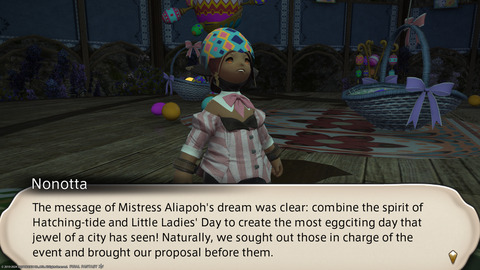 Nonotta
The message of Mistress Aliapoh's dream was clear: combine the spirit of
Hatching-tide and Little Ladies' Day to create the most eggciting day that
jewel of a city has seen! Naturally, we sought out those in charge of the
event and brought our proposal before them.